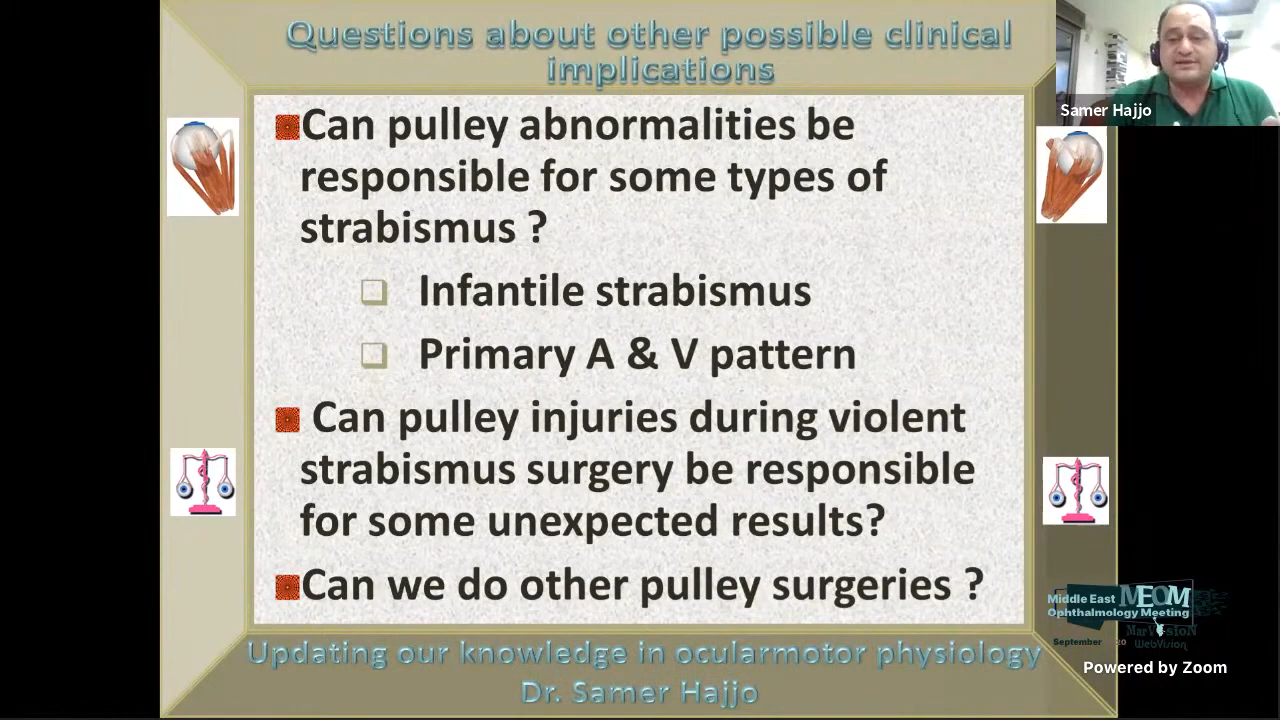 Questions about other possible clinical
implications
Samer Hajjo
Can pulley abnormalities be
responsible for some types of
strabismus ?
Infantile strabismus
Primary A & V pattern
Can pulley injuries during violent
strabismus surgery be responsible
for some unexpected results?
Can we do other pulley surgeries ?
Middle East MEOM
Ophthalmology Meeting
MarVision
September 20 WebVision
Powered by Zoom
Updating our knowledge in ocularmotor physiology
Dr. Samer Hajjo